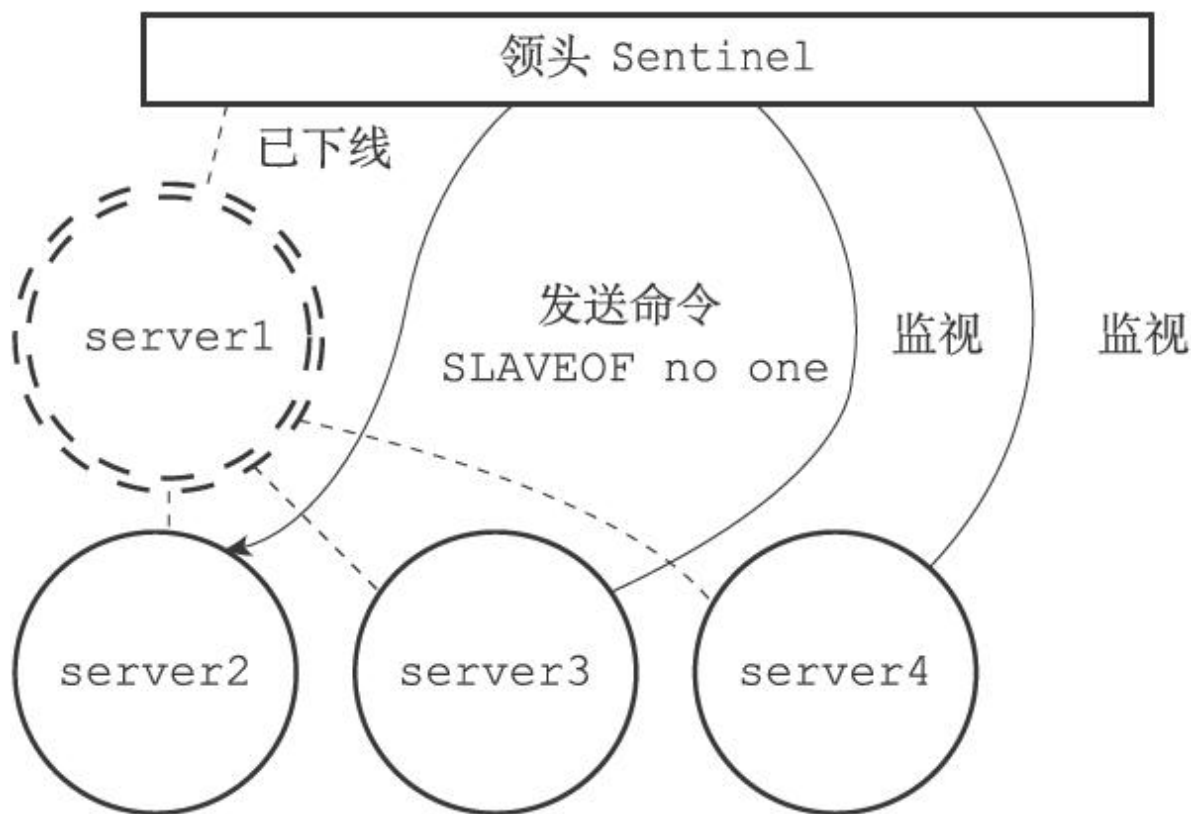 领头 Sentinel
已下线
server1
发送命令
SLAVEOF no one
监视
监视
server2
server3
server4